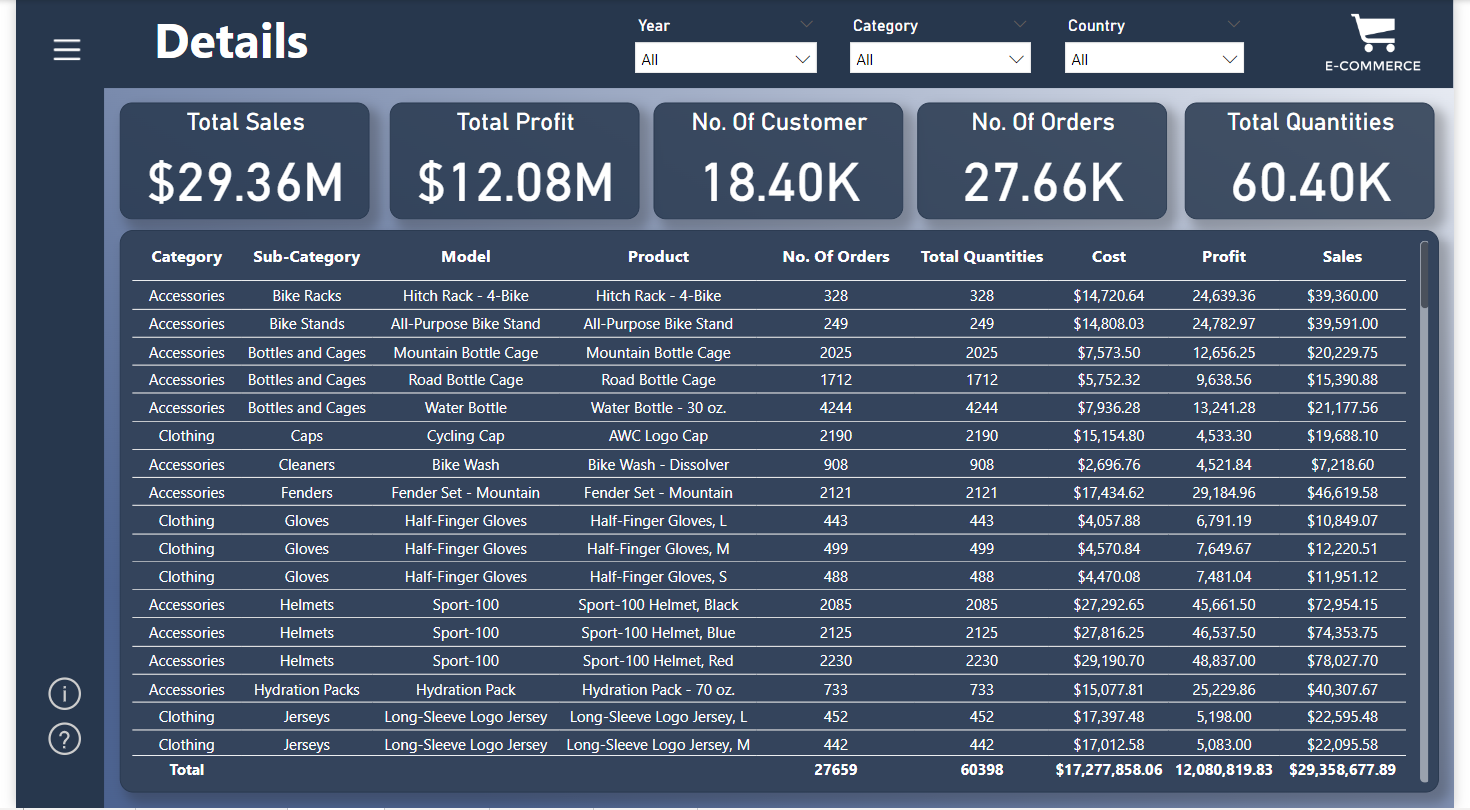 Details
Year
Category
Country
All
All
All
E-COMMERCE
Total Sales
$29.36M
Total Profit
$12.08M
No. Of Customer
18.40K
No. Of Orders
27.66K
Total Quantities
60.40K
Category Sub-Category Model Product No. Of Orders Total Quantities Cost Profit Sales
Accessories Bike Racks Hitch Rack - 4-Bike Hitch Rack - 4-Bike 328 328 $14,720.64 24,639.36 $39,360.00
Accessories Bike Stands All-Purpose Bike Stand All-Purpose Bike Stand 249 249 $14,808.03 24,782.97 $39,591.00
Accessories Bottles and Cages Mountain Bottle Cage Mountain Bottle Cage 2025 2025 $7,573.50 12,656.25 $20,229.75
Accessories Bottles and Cages Road Bottle Cage Road Bottle Cage 1712 1712 $5,752.32 9,638.56 $15,390.88
Accessories Bottles and Cages Water Bottle Water Bottle - 30 oz. 4244 4244 $7,936.28 13,241.28 $21,177.56
Clothing Caps Cycling Cap AWC Logo Cap 2190 2190 $15,154.80 4,533.30 $19,688.10
Accessories Cleaners Bike Wash Bike Wash - Dissolver 908 908 $2,696.76 4,521.84 $7,218.60
Accessories Fenders Fender Set - Mountain Fender Set - Mountain 2121 2121 $17,434.62 29,184.96 $46,619.58
Clothing Gloves Half-Finger Gloves Half-Finger Gloves, L 443 443 $4,057.88 6,791.19 $10,849.07
Clothing Gloves Half-Finger Gloves Half-Finger Gloves, M 499 499 $4,570.84 7,649.67 $12,220.51
Clothing Gloves Half-Finger Gloves Half-Finger Gloves, S 488 488 $4,470.08 7,481.04 $11,951.12
Accessories Helmets Sport-100 Sport-100 Helmet, Black 2085 2085 $27,292.65 45,661.50 $72,954.15
Accessories Helmets Sport-100 Sport-100 Helmet, Blue 2125 2125 $27,816.25 46,537.50 $74,353.75
Accessories Helmets Sport-100 Sport-100 Helmet, Red 2230 2230 $29,190.70 48,837.00 $78,027.70
Accessories Hydration Packs Hydration Pack Hydration Pack - 70 oz. 733 733 $15,077.81 25,229.86 $40,307.67
Clothing Jerseys Long-Sleeve Logo Jersey Long-Sleeve Logo Jersey, L 452 452 $17,397.48 5,198.00 $22,595.48
Clothing Jerseys Long-Sleeve Logo Jersey Long-Sleeve Logo Jersey, M 442 442 $17,012.58 5,083.00 $22,095.58
Total 27659 60398 $17,277,858.06 12,080,819.83 $29,358,677.89
i
?